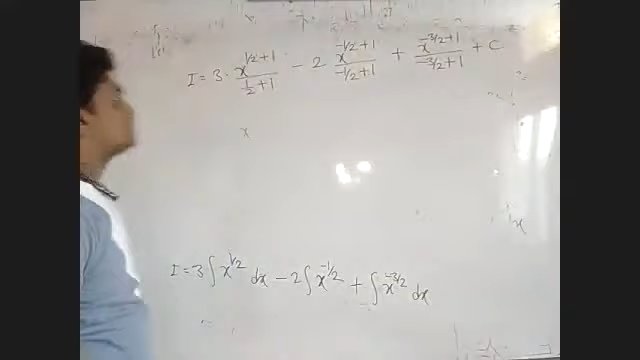 I = 3 · x^(1/2 + 1) / (1/2 + 1) - 2 x^(-1/2 + 1) / (-1/2 + 1) + x^(-3/2 + 1) / (-3/2 + 1) + C
x
I = 3 ∫ x^(1/2) dx - 2 ∫ x^(-1/2) + ∫ x^(-3/2) dx